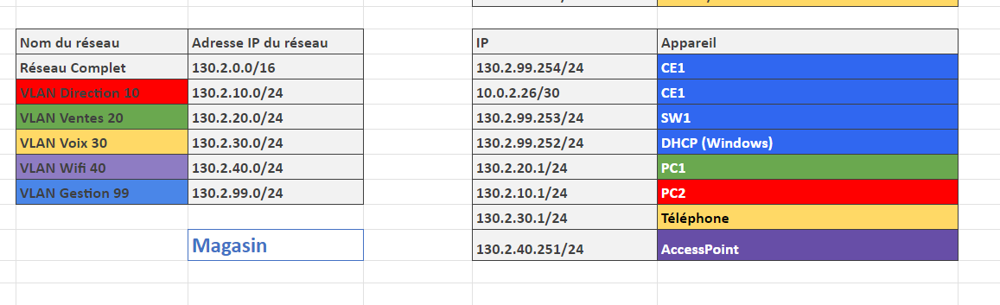 Nom du réseau Adresse IP du réseau
Réseau Complet 130.2.0.0/16
VLAN Direction 10 130.2.10.0/24
VLAN Ventes 20 130.2.20.0/24
VLAN Voix 30 130.2.30.0/24
VLAN Wifi 40 130.2.40.0/24
VLAN Gestion 99 130.2.99.0/24
Magasin
IP Appareil
130.2.99.254/24 CE1
10.0.2.26/30 CE1
130.2.99.253/24 SW1
130.2.99.252/24 DHCP (Windows)
130.2.20.1/24 PC1
130.2.10.1/24 PC2
130.2.30.1/24 Téléphone
130.2.40.251/24 AccessPoint